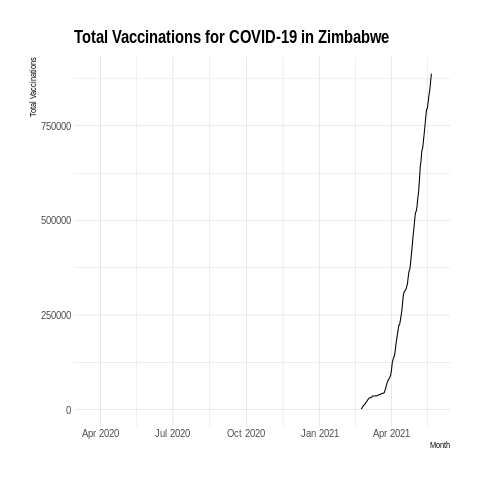 Total Vaccinations for COVID-19 in Zimbabwe
Total Vaccinations
750000
500000
250000
0
Apr 2020
Jul 2020
Oct 2020
Jan 2021
Apr 2021
Month